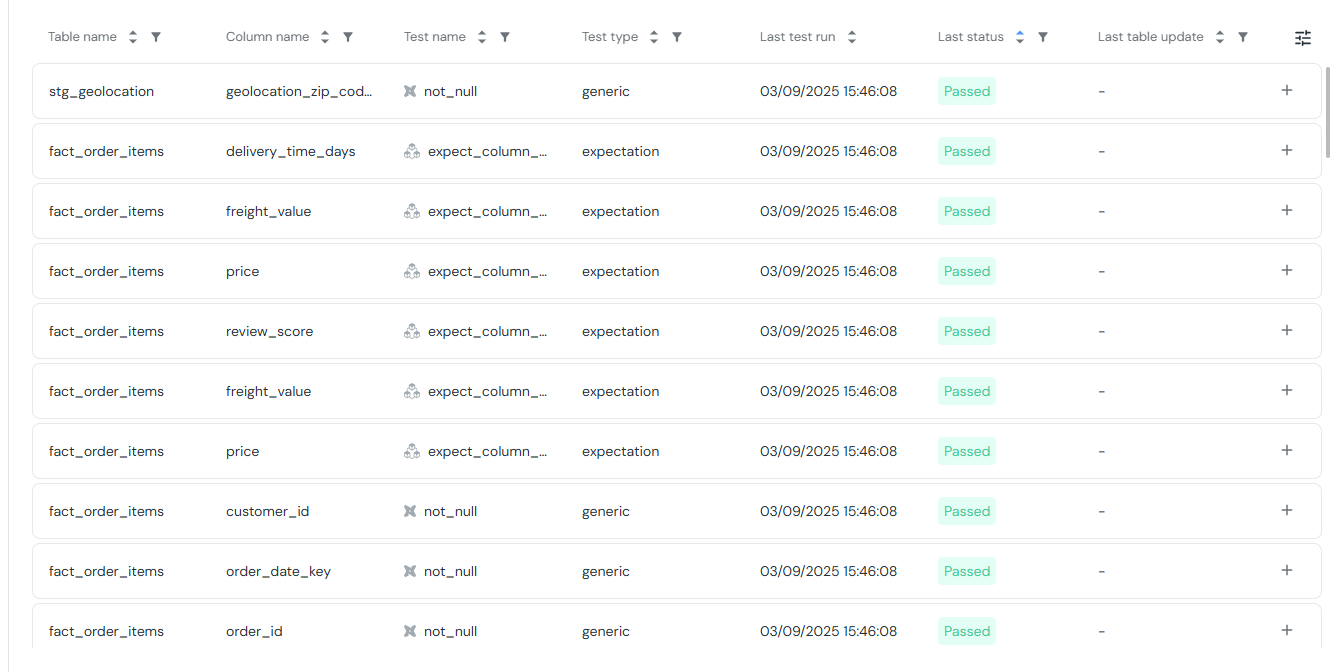 Table name Column name Test name Test type Last test run Last status Last table update
stg_geolocation geolocation_zip_cod... not_null generic 03/09/2025 15:46:08 Passed -
fact_order_items delivery_time_days expect_column_... expectation 03/09/2025 15:46:08 Passed -
fact_order_items freight_value expect_column_... expectation 03/09/2025 15:46:08 Passed -
fact_order_items price expect_column_... expectation 03/09/2025 15:46:08 Passed -
fact_order_items review_score expect_column_... expectation 03/09/2025 15:46:08 Passed -
fact_order_items freight_value expect_column_... expectation 03/09/2025 15:46:08 Passed -
fact_order_items price expect_column_... expectation 03/09/2025 15:46:08 Passed -
fact_order_items customer_id not_null generic 03/09/2025 15:46:08 Passed -
fact_order_items order_date_key not_null generic 03/09/2025 15:46:08 Passed -
fact_order_items order_id not_null generic 03/09/2025 15:46:08 Passed -